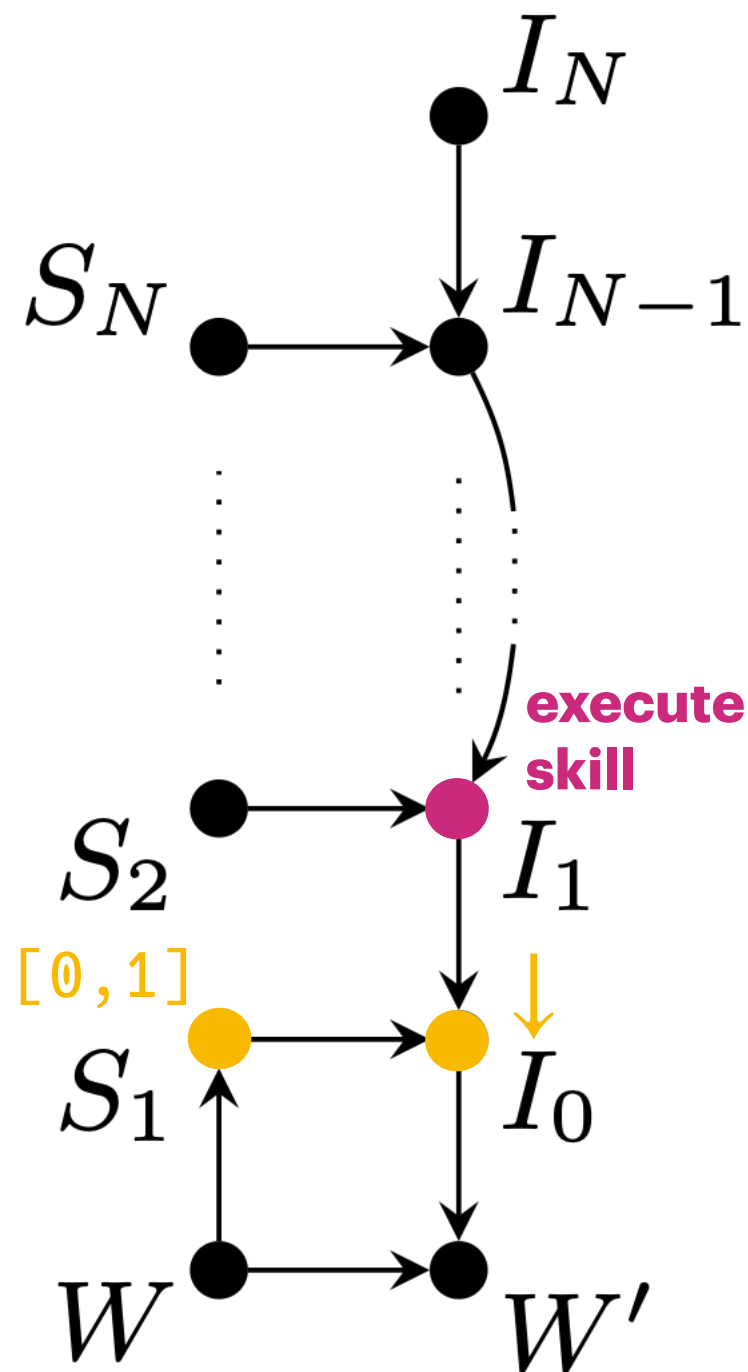 I_N
S_N
I_{N-1}
execute
skill
S_2
I_1
[0,1]
↓
S_1
I_0
W
W'